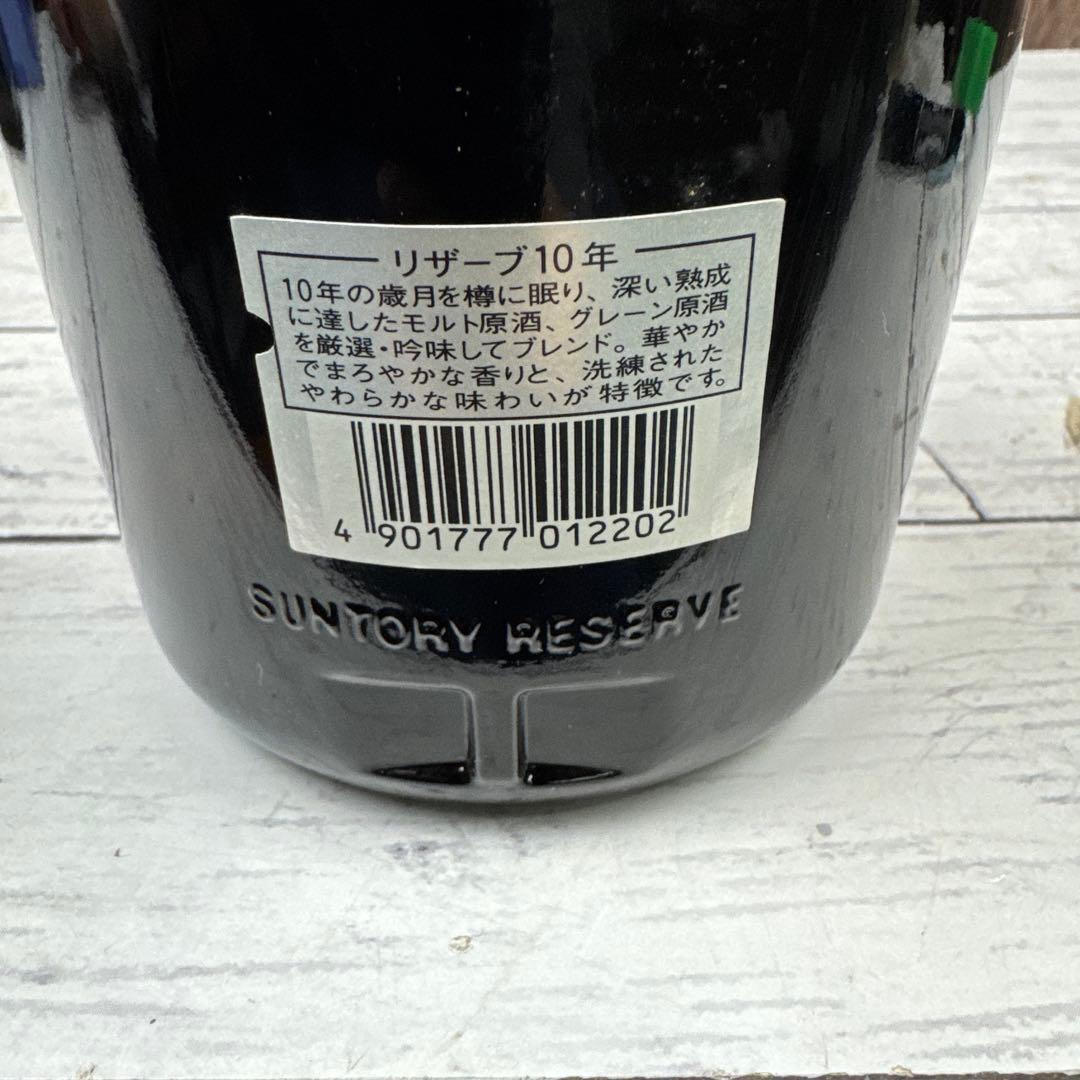 リザーブ10年
10年の歳月を樽に眠り、深い熟成
に達したモルト原酒、グレーン原酒
を厳選・吟味してブレンド。華やか
でまろやかな香りと、洗練された
やわらかな味わいが特徴です。
4 901777 012202
SUNTORY RESERVE